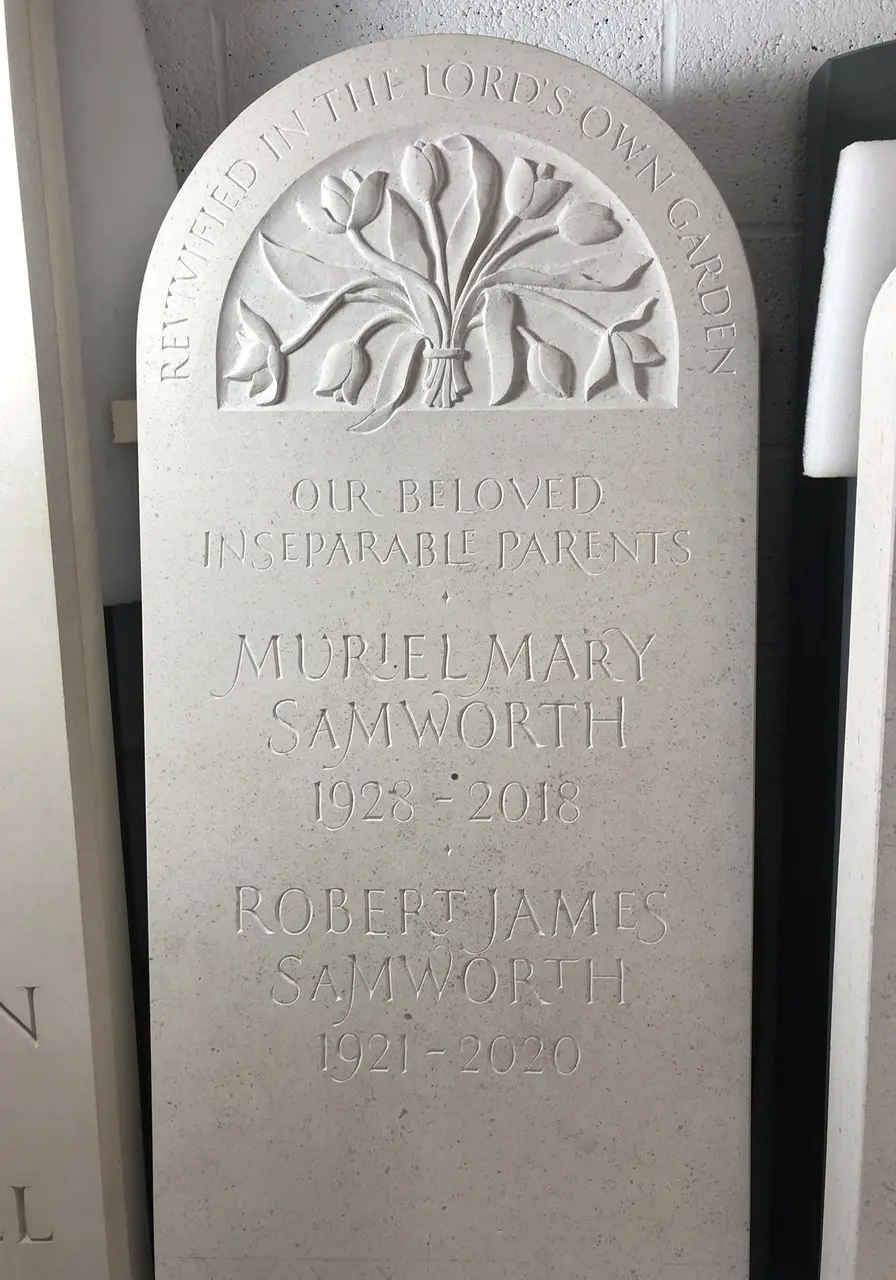 REVIVIFIED IN THE LORD'S OWN GARDEN
OUR BELOVED
INSEPARABLE PARENTS
MURIEL MARY
SAMWORTH
1928 - 2018
ROBERT JAMES
SAMWORTH
1921 - 2020